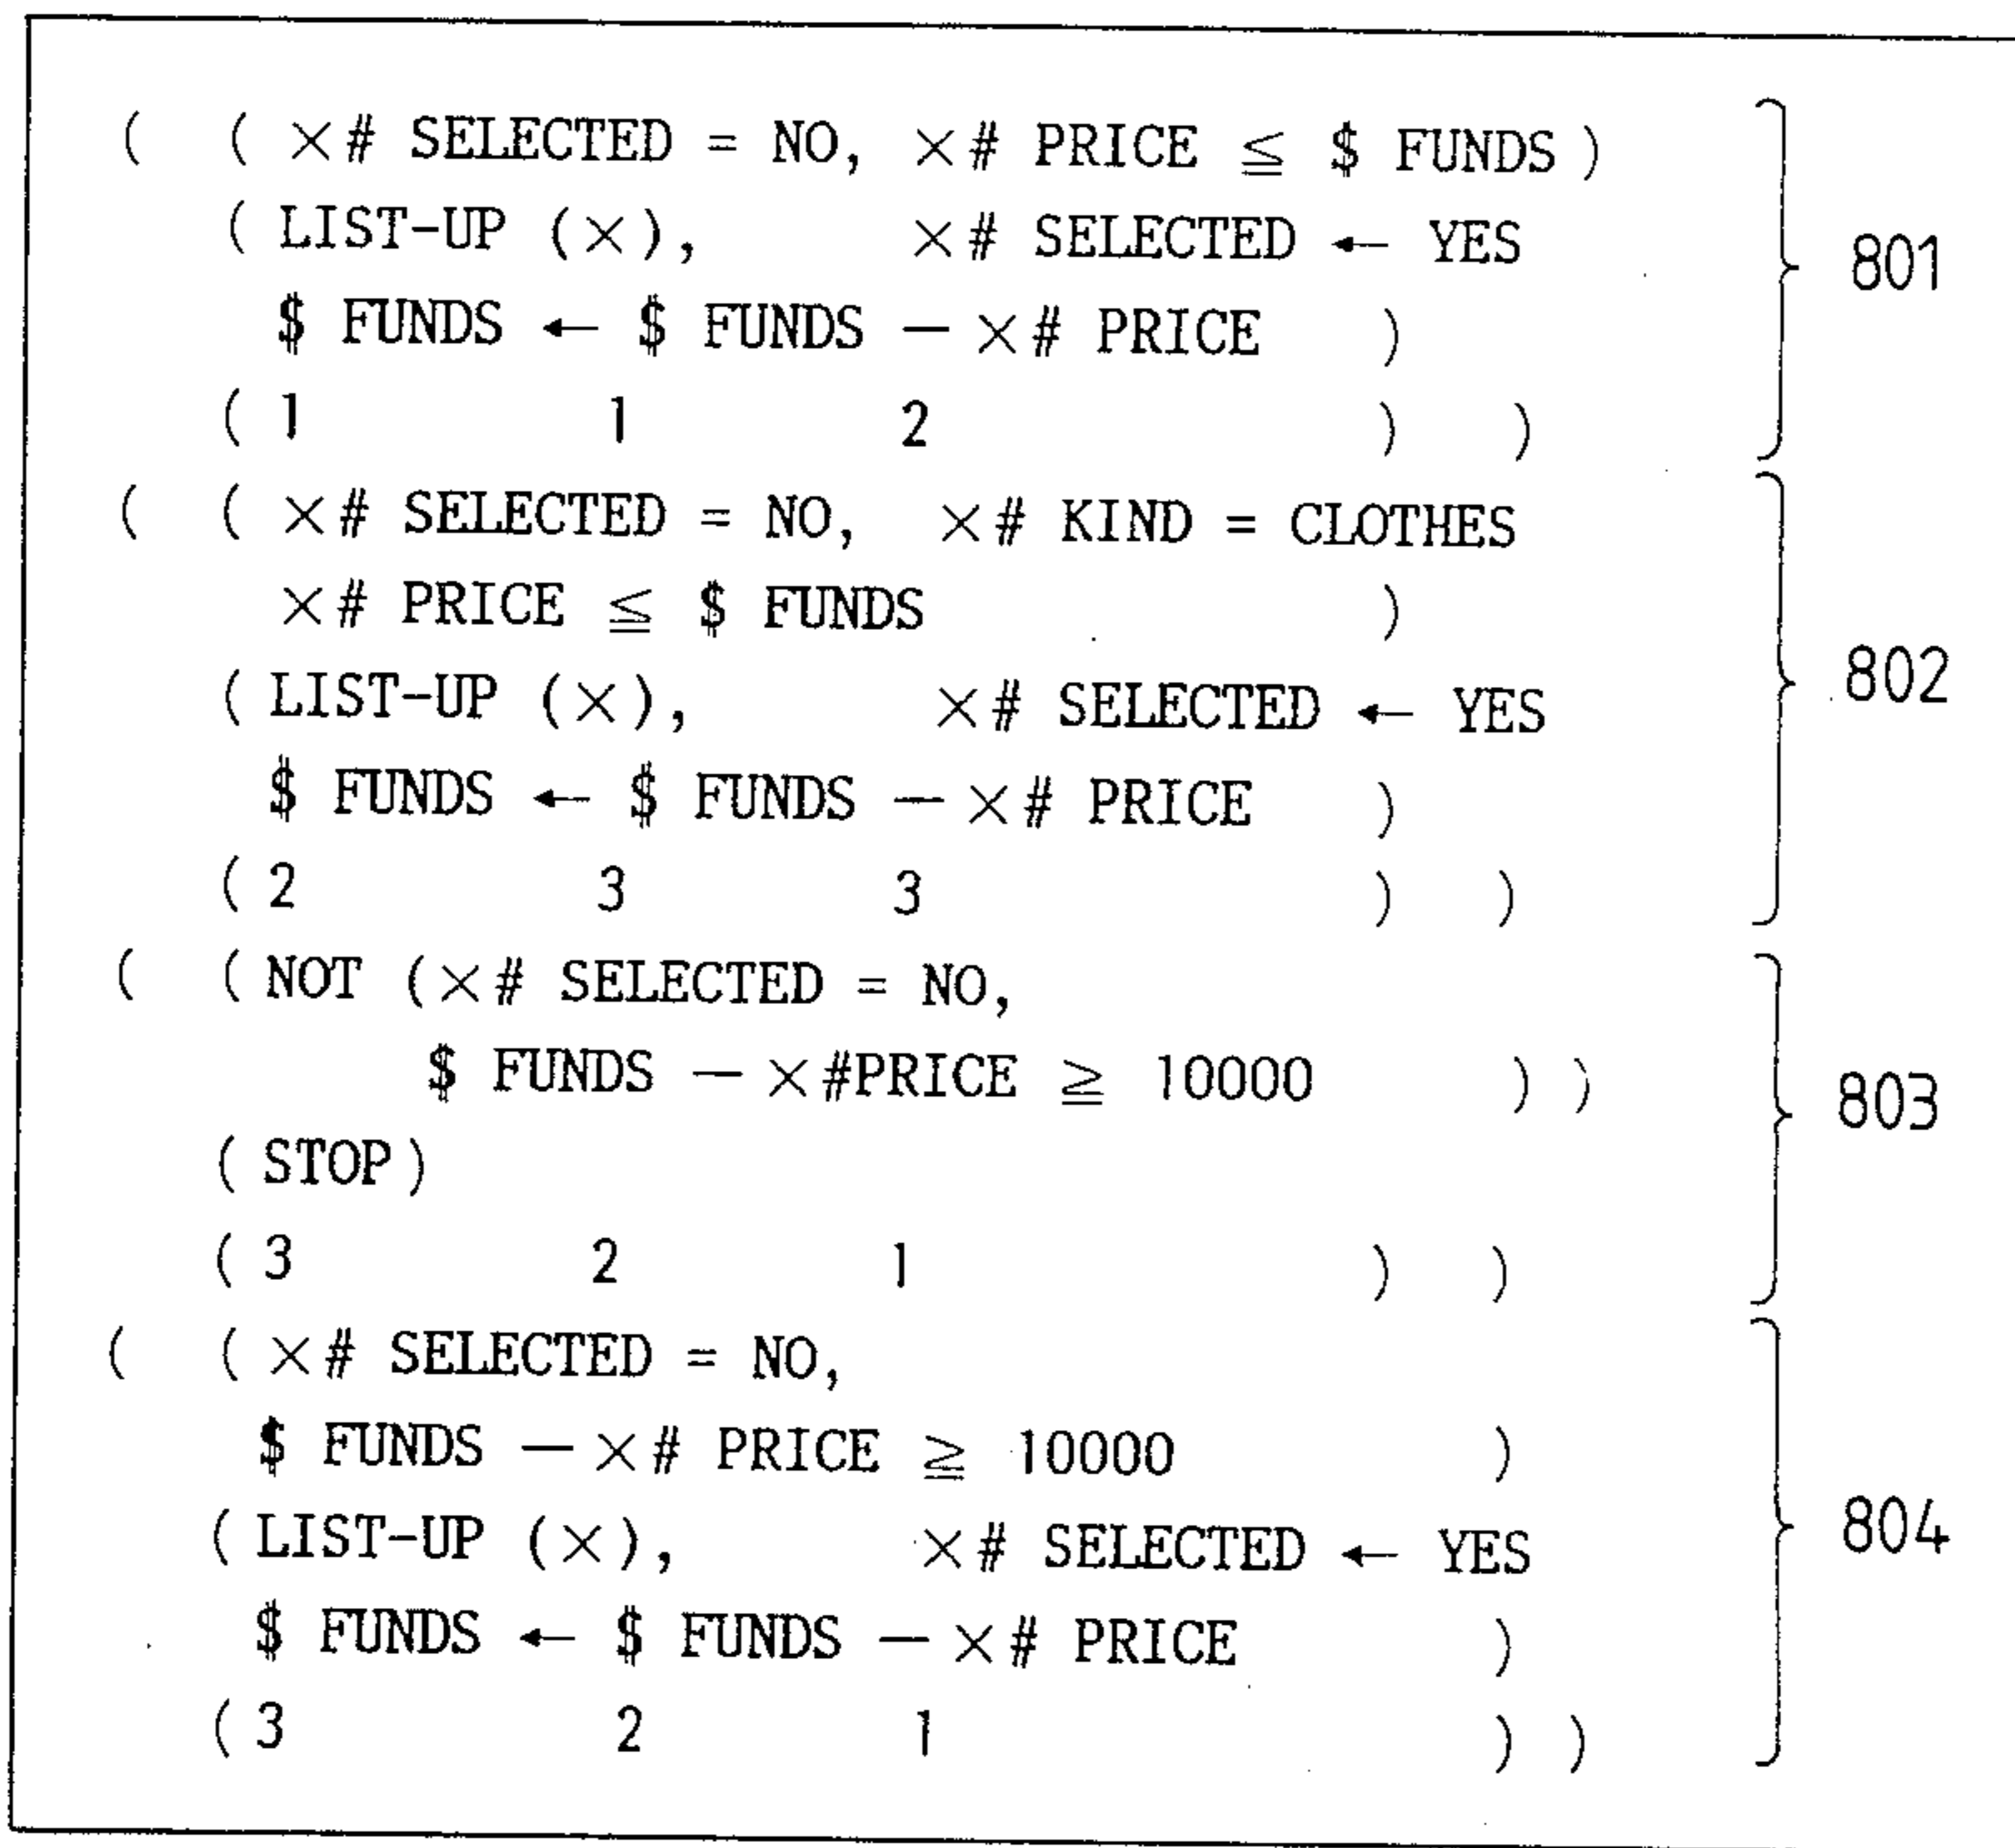 ( ( ×# SELECTED = NO, ×# PRICE ≦ $ FUNDS )
( LIST-UP (×), ×# SELECTED ← YES
$ FUNDS ← $ FUNDS — ×# PRICE )
( 1 1 2 ) )
801
( ( ×# SELECTED = NO, ×# KIND = CLOTHES
×# PRICE ≦ $ FUNDS )
( LIST-UP (×), ×# SELECTED ← YES
$ FUNDS ← $ FUNDS — ×# PRICE )
( 2 3 3 ) )
802
( ( NOT (×# SELECTED = NO,
$ FUNDS — ×#PRICE ≧ 10000 ) )
( STOP )
( 3 2 1 ) )
803
( ( ×# SELECTED = NO,
$ FUNDS — ×# PRICE ≧ 10000 )
( LIST-UP (×), ×# SELECTED ← YES
$ FUNDS ← $ FUNDS — ×# PRICE )
( 3 2 1 ) )
804